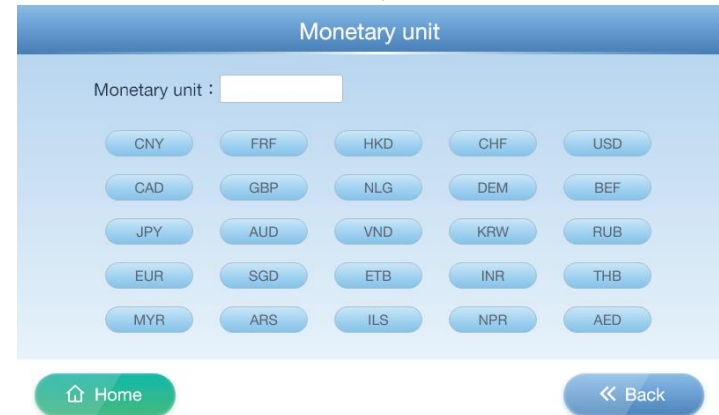 Monetary unit
Monetary unit：
CNY FRF HKD CHF USD
CAD GBP NLG DEM BEF
JPY AUD VND KRW RUB
EUR SGD ETB INR THB
MYR ARS ILS NPR AED
Home « Back